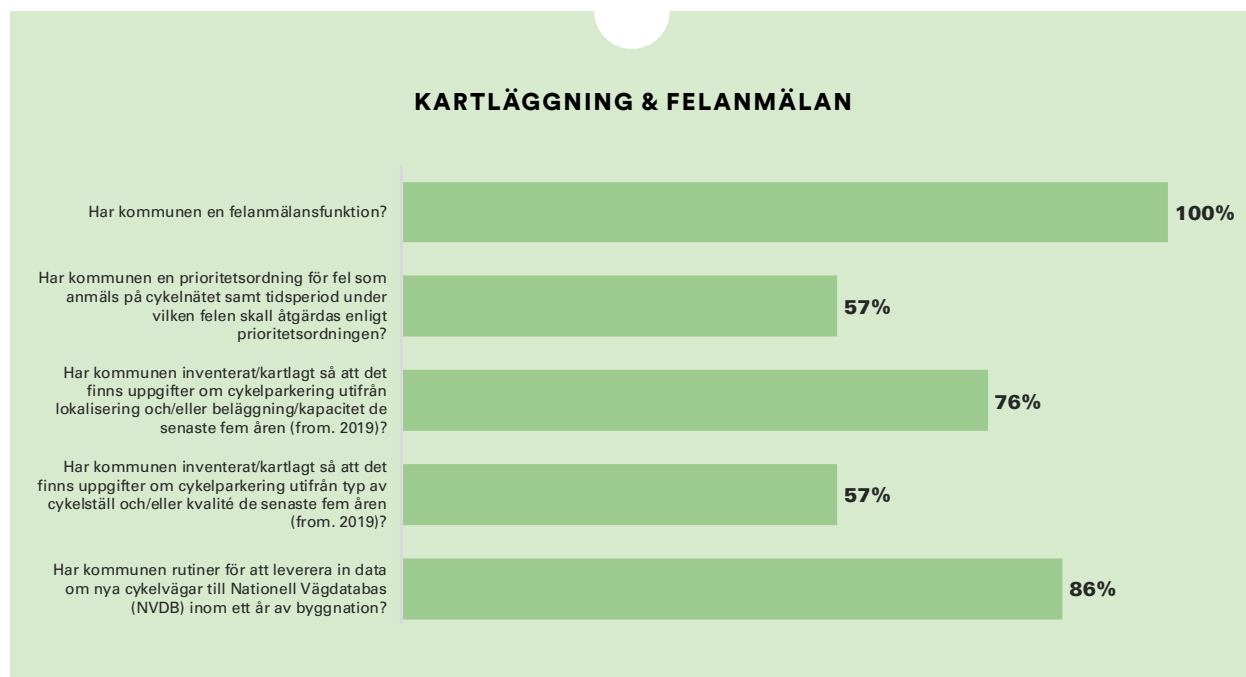 KARTLÄGGNING & FELANMÄLAN
Har kommunen en felanmälansfunktion?
100%
Har kommunen en prioritetsordning för fel som
anmäls på cykelnätet samt tidsperiod under
vilken felen skall åtgärdas enligt
prioritetsordningen?
57%
Har kommunen inventerat/kartlagt så att det
finns uppgifter om cykelparkering utifrån
lokalisering och/eller beläggning/kapacitet de
senaste fem åren (from. 2019)?
76%
Har kommunen inventerat/kartlagt så att det
finns uppgifter om cykelparkering utifrån typ av
cykelställ och/eller kvalité de senaste fem åren
(from. 2019)?
57%
Har kommunen rutiner för att leverera in data
om nya cykelvägar till Nationell Vägdatabas
(NVDB) inom ett år av byggnation?
86%